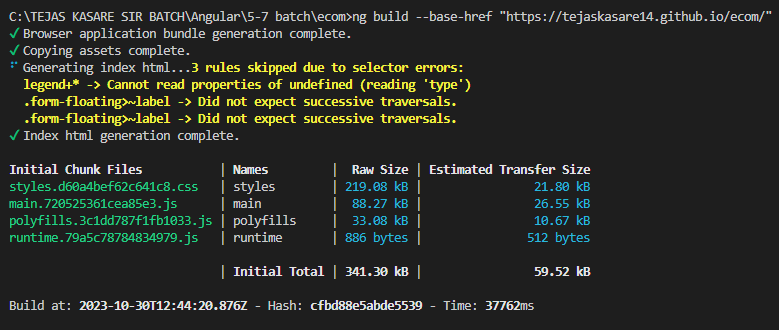 C:\TEJAS KASARE SIR BATCH\Angular\5-7 batch\ecom>ng build --base-href "https://tejaskasare14.github.io/ecom/"
✓ Browser application bundle generation complete.
✓ Copying assets complete.
⠋ Generating index html...3 rules skipped due to selector errors:
legend+* -> Cannot read properties of undefined (reading 'type')
.form-floating>~label -> Did not expect successive traversals.
.form-floating>~label -> Did not expect successive traversals.
✓ Index html generation complete.
Initial Chunk Files | Names | Raw Size | Estimated Transfer Size
styles.d60a4bef62c641c8.css | styles | 219.08 kB | 21.80 kB
main.720525361cea85e3.js | main | 88.27 kB | 26.55 kB
polyfills.3c1dd787f1fb1033.js | polyfills | 33.08 kB | 10.67 kB
runtime.79a5c78784834979.js | runtime | 886 bytes | 512 bytes
| Initial Total | 341.30 kB | 59.52 kB
Build at: 2023-10-30T12:44:20.876Z - Hash: cfbd88e5abde5539 - Time: 37762ms